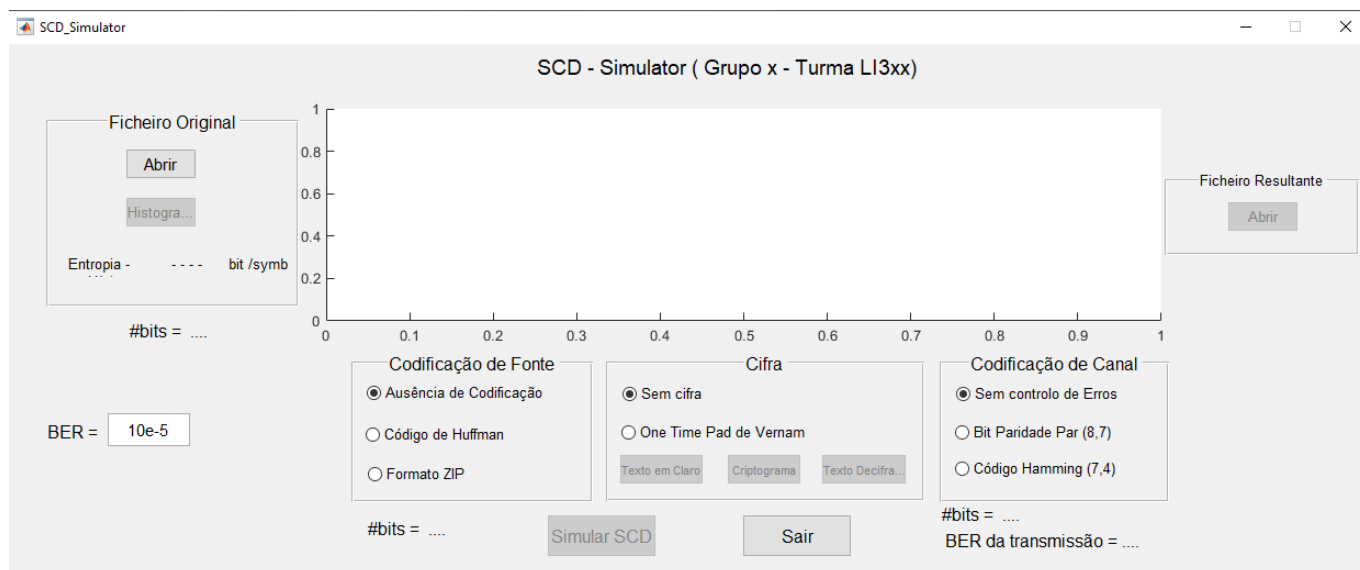 SCD_Simulator
SCD - Simulator ( Grupo x - Turma LI3xx)
Ficheiro Original
Abrir
Histogra...
Entropia - - - - - bit /symb
#bits = ....
BER = 10e-5
1
0.8
0.6
0.4
0.2
0
0 0.1 0.2 0.3 0.4 0.5 0.6 0.7 0.8 0.9 1
Ficheiro Resultante
Abrir
Codificação de Fonte
Ausência de Codificação
Código de Huffman
Formato ZIP
#bits = ....
Cifra
Sem cifra
One Time Pad de Vernam
Texto em Claro Criptograma Texto Decifra...
Codificação de Canal
Sem controlo de Erros
Bit Paridade Par (8,7)
Código Hamming (7,4)
#bits = ....
BER da transmissão = ....
Simular SCD
Sair